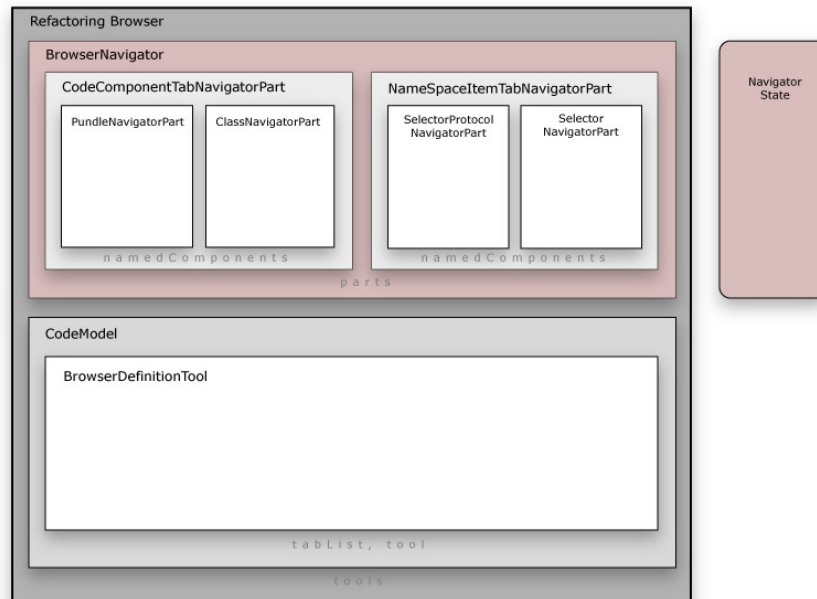 Refactoring Browser
BrowserNavigator
CodeComponentTabNavigatorPart
PundleNavigatorPart
ClassNavigatorPart
namedComponents
NameSpaceItemTabNavigatorPart
SelectorProtocol
NavigatorPart
Selector
NavigatorPart
namedComponents
parts
Navigator
State
CodeModel
BrowserDefinitionTool
tabList, tool
tools